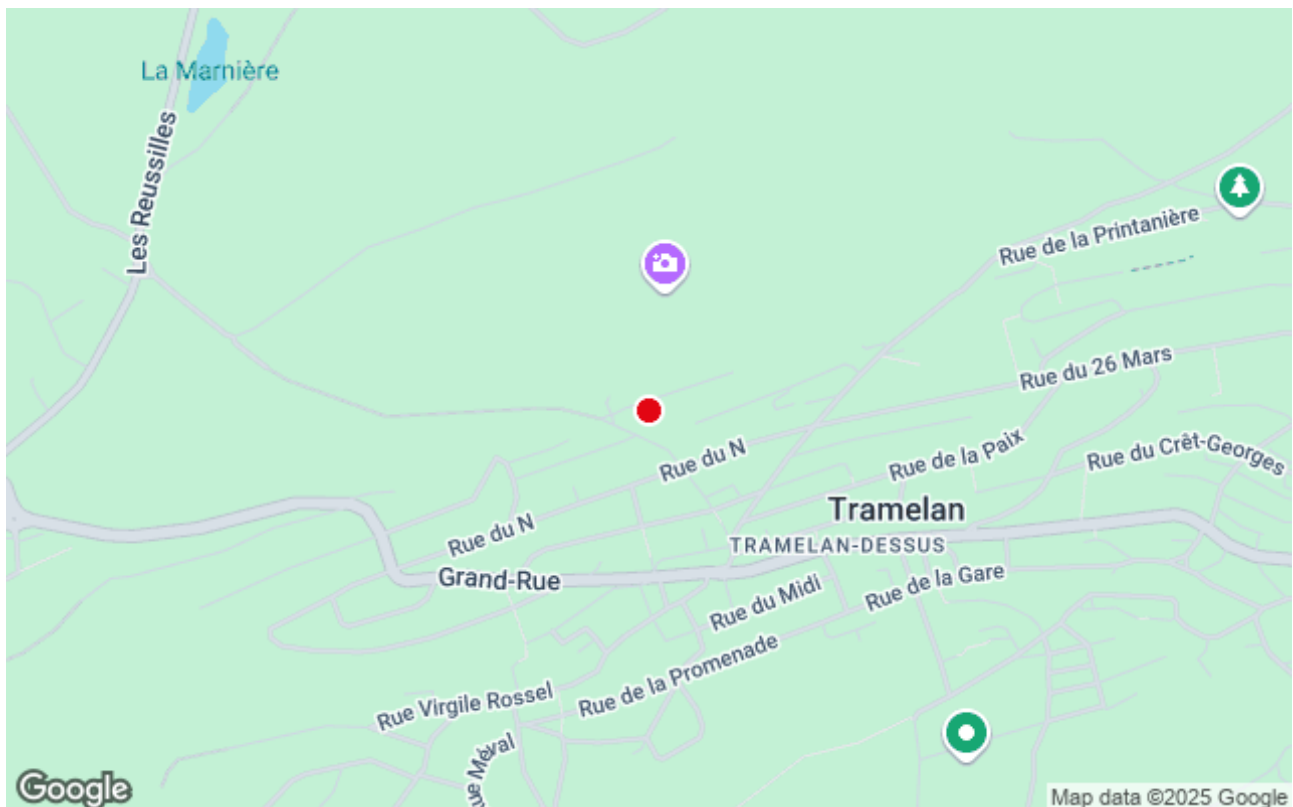 La Marnière
Les Reussilles
Rue de la Printanière
Rue du 26 Mars
Rue du N
Rue de la Paix
Rue du Crêt-Georges
Tramelan
TRAMELAN-DESSUS
Rue du N
Grand-Rue
Rue du Midi
Rue de la Gare
Rue de la Promenade
Rue Virgile Rossel
ue Méval
Google
Map data ©2025 Google